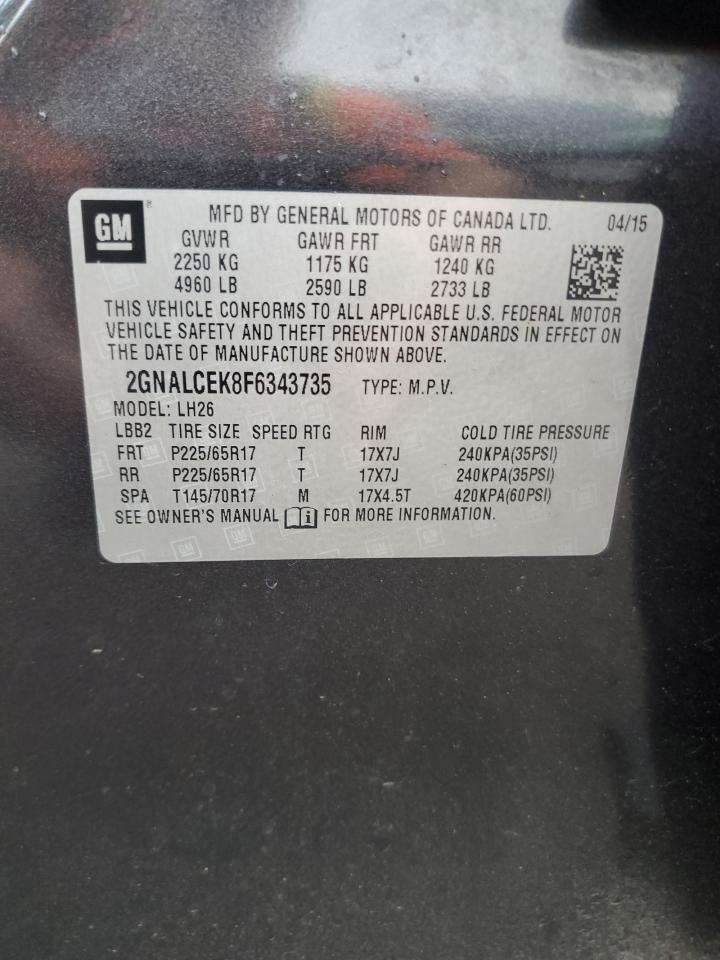 GM ®
MFD BY GENERAL MOTORS OF CANADA LTD. 04/15
GVWR GAWR FRT GAWR RR
2250 KG 1175 KG 1240 KG
4960 LB 2590 LB 2733 LB
THIS VEHICLE CONFORMS TO ALL APPLICABLE U.S. FEDERAL MOTOR
VEHICLE SAFETY AND THEFT PREVENTION STANDARDS IN EFFECT ON
THE DATE OF MANUFACTURE SHOWN ABOVE.
2GNALCEK8F6343735 TYPE: M.P.V.
MODEL: LH26
LBB2 TIRE SIZE SPEED RTG RIM COLD TIRE PRESSURE
FRT P225/65R17 T 17X7J 240KPA(35PSI)
RR P225/65R17 T 17X7J 240KPA(35PSI)
SPA T145/70R17 M 17X4.5T 420KPA(60PSI)
SEE OWNER'S MANUAL i FOR MORE INFORMATION.